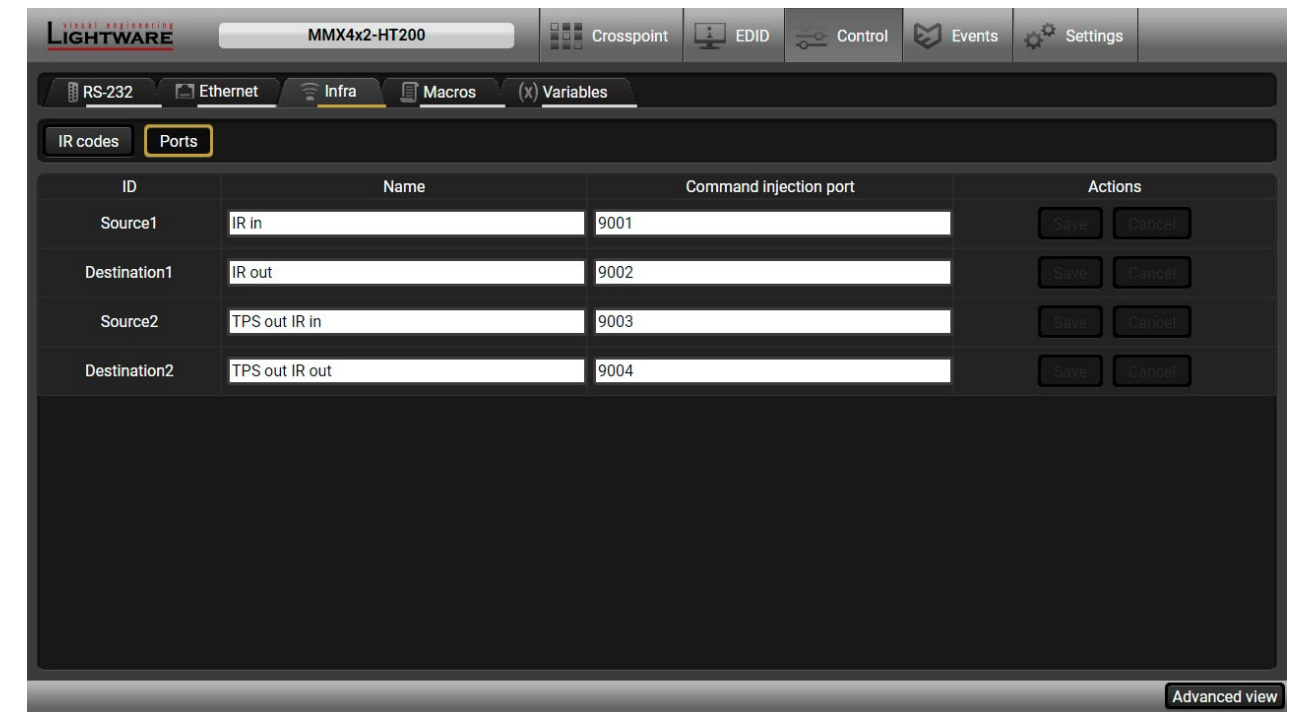 visual engineering
LIGHTWARE
MMX4x2-HT200
Crosspoint
EDID
Control
Events
Settings
RS-232
Ethernet
Infra
Macros
(X) Variables
IR codes
Ports
ID Name Command injection port Actions
Source1 IR in 9001 Save Cancel
Destination1 IR out 9002 Save Cancel
Source2 TPS out IR in 9003 Save Cancel
Destination2 TPS out IR out 9004 Save Cancel
Advanced view